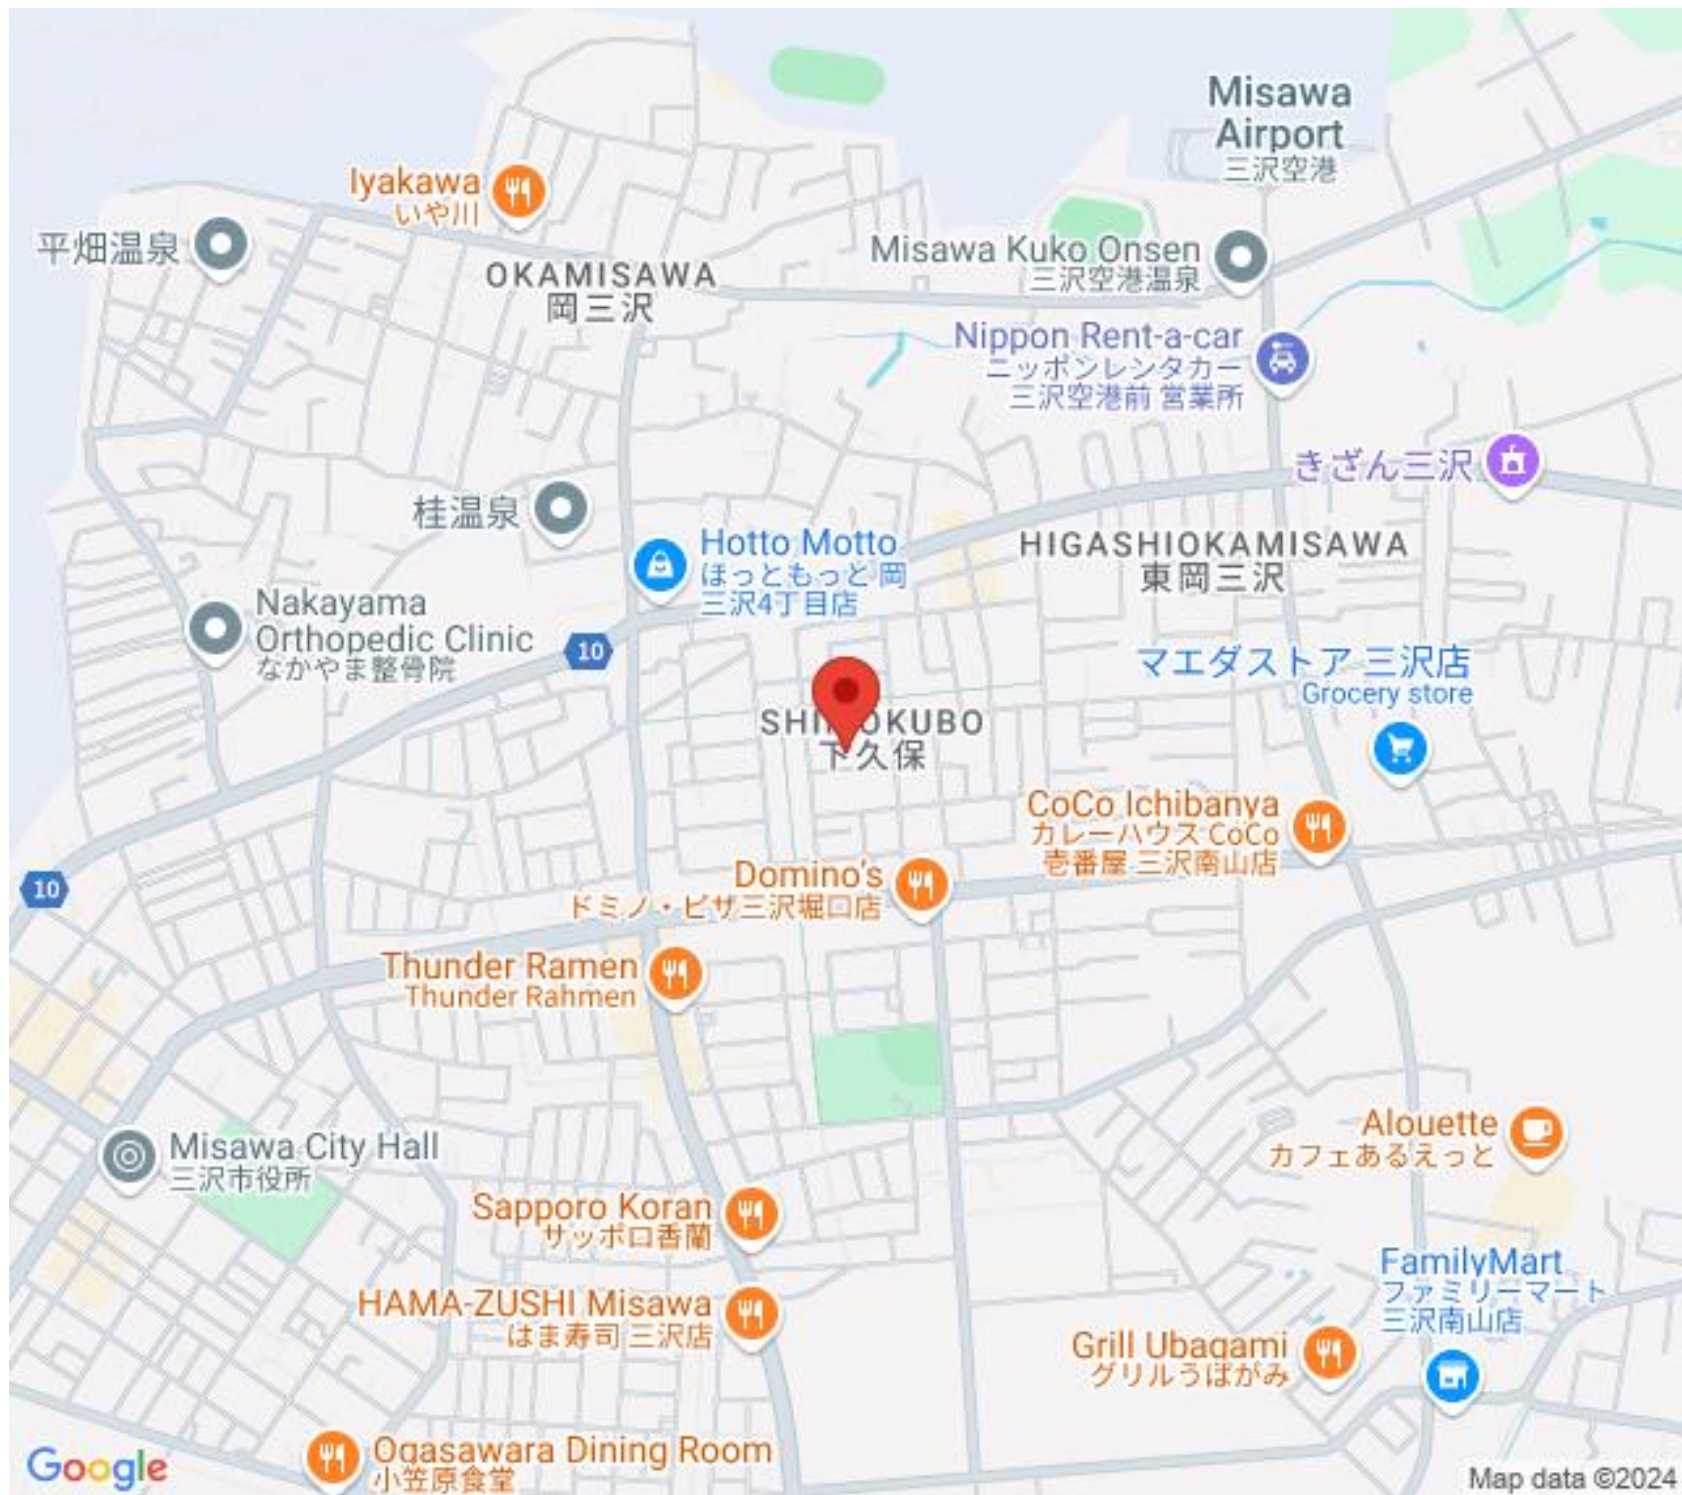 Misawa
Airport
三沢空港
Iyakawa
いや川
平畑温泉
Misawa Kuko Onsen
三沢空港温泉
OKAMISAWA
岡三沢
Nippon Rent-a-car
ニッポンレンタカー
三沢空港前 営業所
きざん三沢
桂温泉
Hotto Motto
ほっともっと 岡
三沢4丁目店
HIGASHIOKAMISAWA
東岡三沢
Nakayama
Orthopedic Clinic
なかやま整骨院
10
マエダストア 三沢店
Grocery store
下久保
CoCo Ichibanya
カレーハウス CoCo
壱番屋 三沢南山店
Domino's
ドミノ・ピザ三沢堀口店
10
Thunder Ramen
Thunder Rahmen
Alouette
カフェあるえっと
Misawa City Hall
三沢市役所
Sapporo Koran
サッポロ香蘭
FamilyMart
ファミリーマート
三沢南山店
HAMA-ZUSHI Misawa
はま寿司 三沢店
Grill Ubagami
グリルうばがみ
Ogasawara Dining Room
小笠原食堂
Google
Map data ©2024